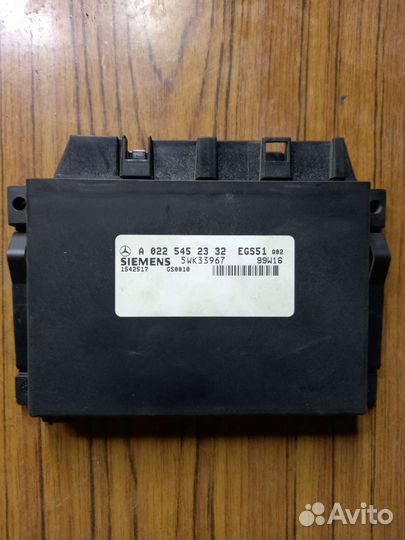 A 022 545 23 32 EGS51 002
SIEMENS 5WK33967 99W16
1542517 GS0010
Avito